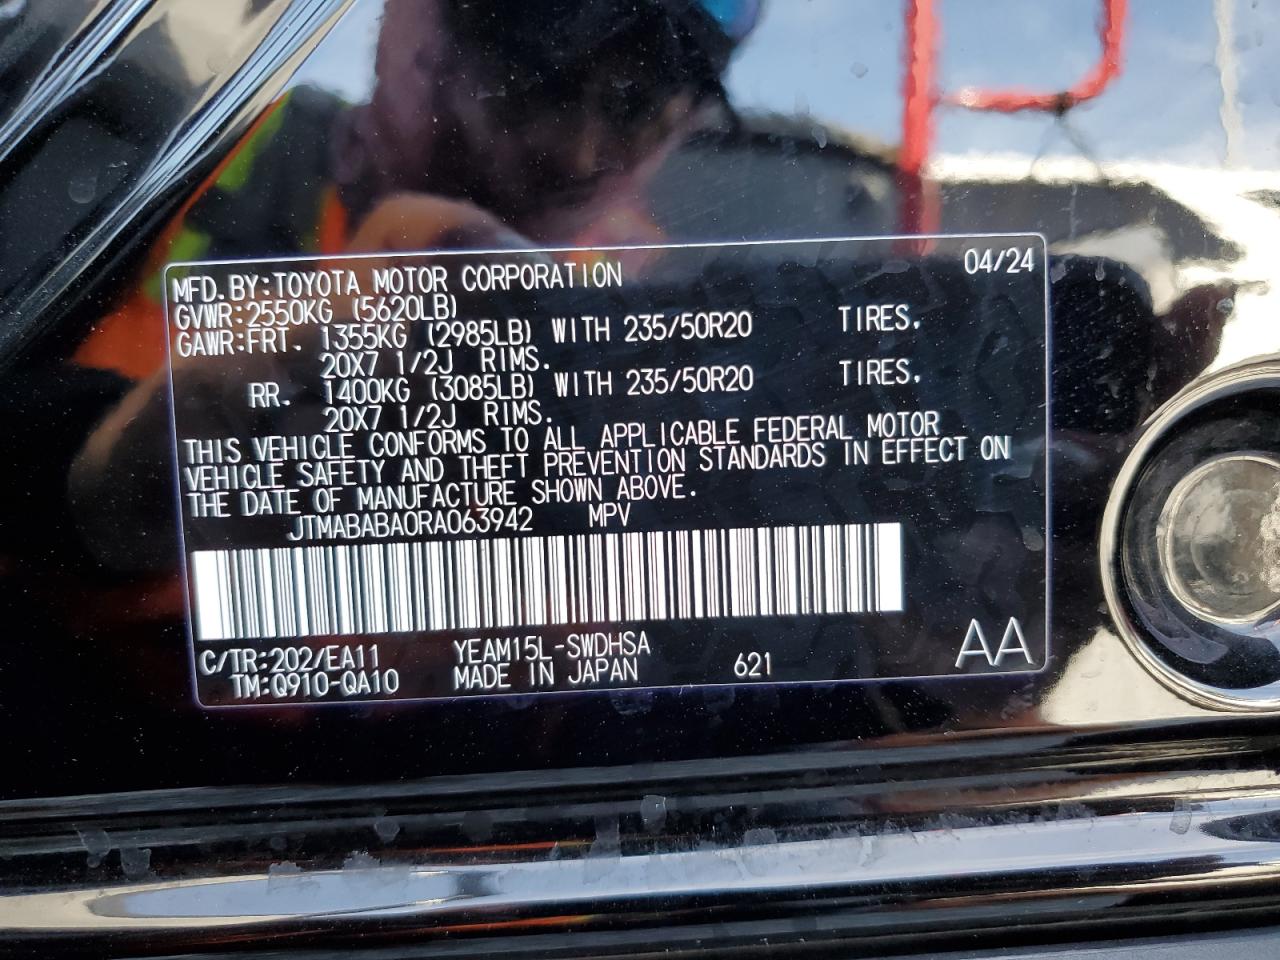 MFD.BY:TOYOTA MOTOR CORPORATION 04/24
GVWR:2550KG (5620LB)
GAWR:FRT. 1355KG (2985LB) WITH 235/50R20 TIRES.
20X7 1/2J RIMS.
RR. 1400KG (3085LB) WITH 235/50R20 TIRES.
20X7 1/2J RIMS.
THIS VEHICLE CONFORMS TO ALL APPLICABLE FEDERAL MOTOR
VEHICLE SAFETY AND THEFT PREVENTION STANDARDS IN EFFECT ON
THE DATE OF MANUFACTURE SHOWN ABOVE.
JTMABABA0RA063942 MPV
C/TR:202/EA11 YEAM15L-SWDHSA
TM:Q910-QA10 MADE IN JAPAN 621 AA